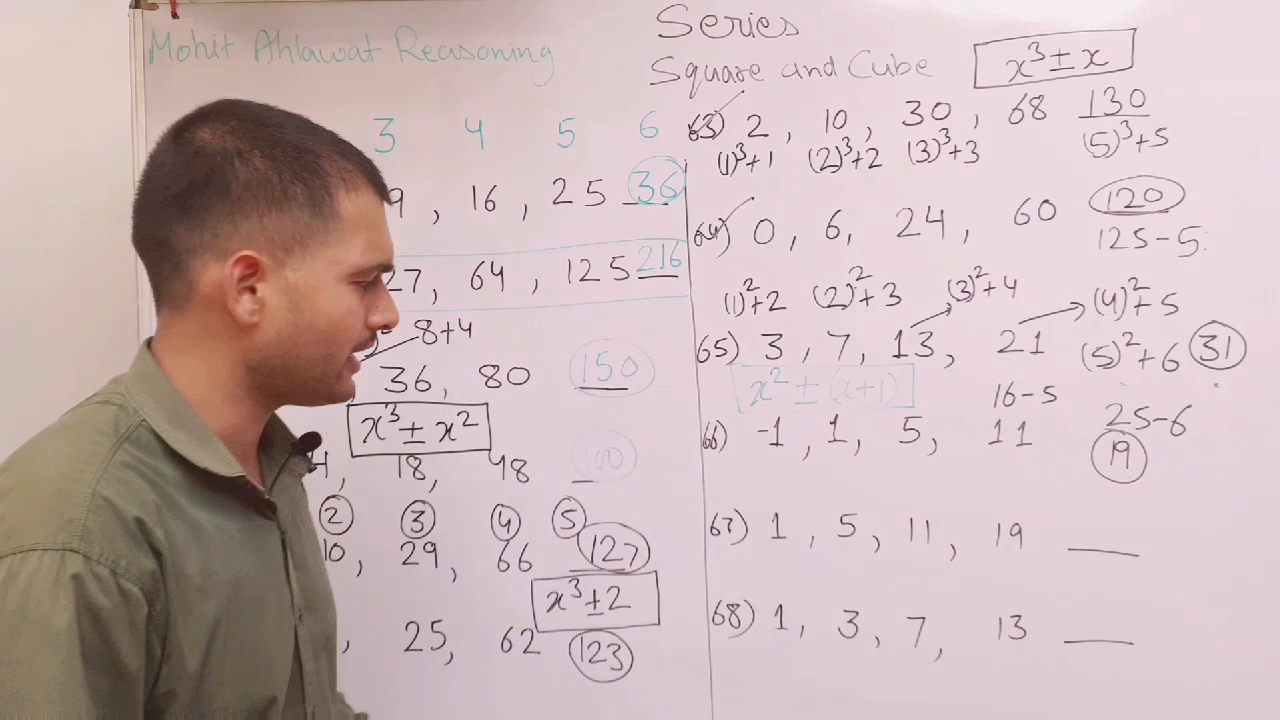 Mohit Ahlawat Reasoning
3 4 5 6
9, 16, 25 36
27, 64, 125 216
8+4
36, 80 150
x³ ± x²
4, 18, 48 100
② ③ ④ ⑤
10, 29, 66 127
x³ ± 2
, 25, 62 123
Series
Square and Cube x³ ± x
63) 2, 10, 30, 68 130
(1)³+1 (2)³+2 (3)³+3 (5)³+5
64) 0, 6, 24, 60 120
125-5
(1)²+2 (2)²+3 (3)²+4 (4)²+5
65) 3, 7, 13, 21 (5)²+6 31
x² ± (x+1) 16-5 25-6
66) -1, 1, 5, 11 19
67) 1, 5, 11, 19 ___
68) 1, 3, 7, 13 ___